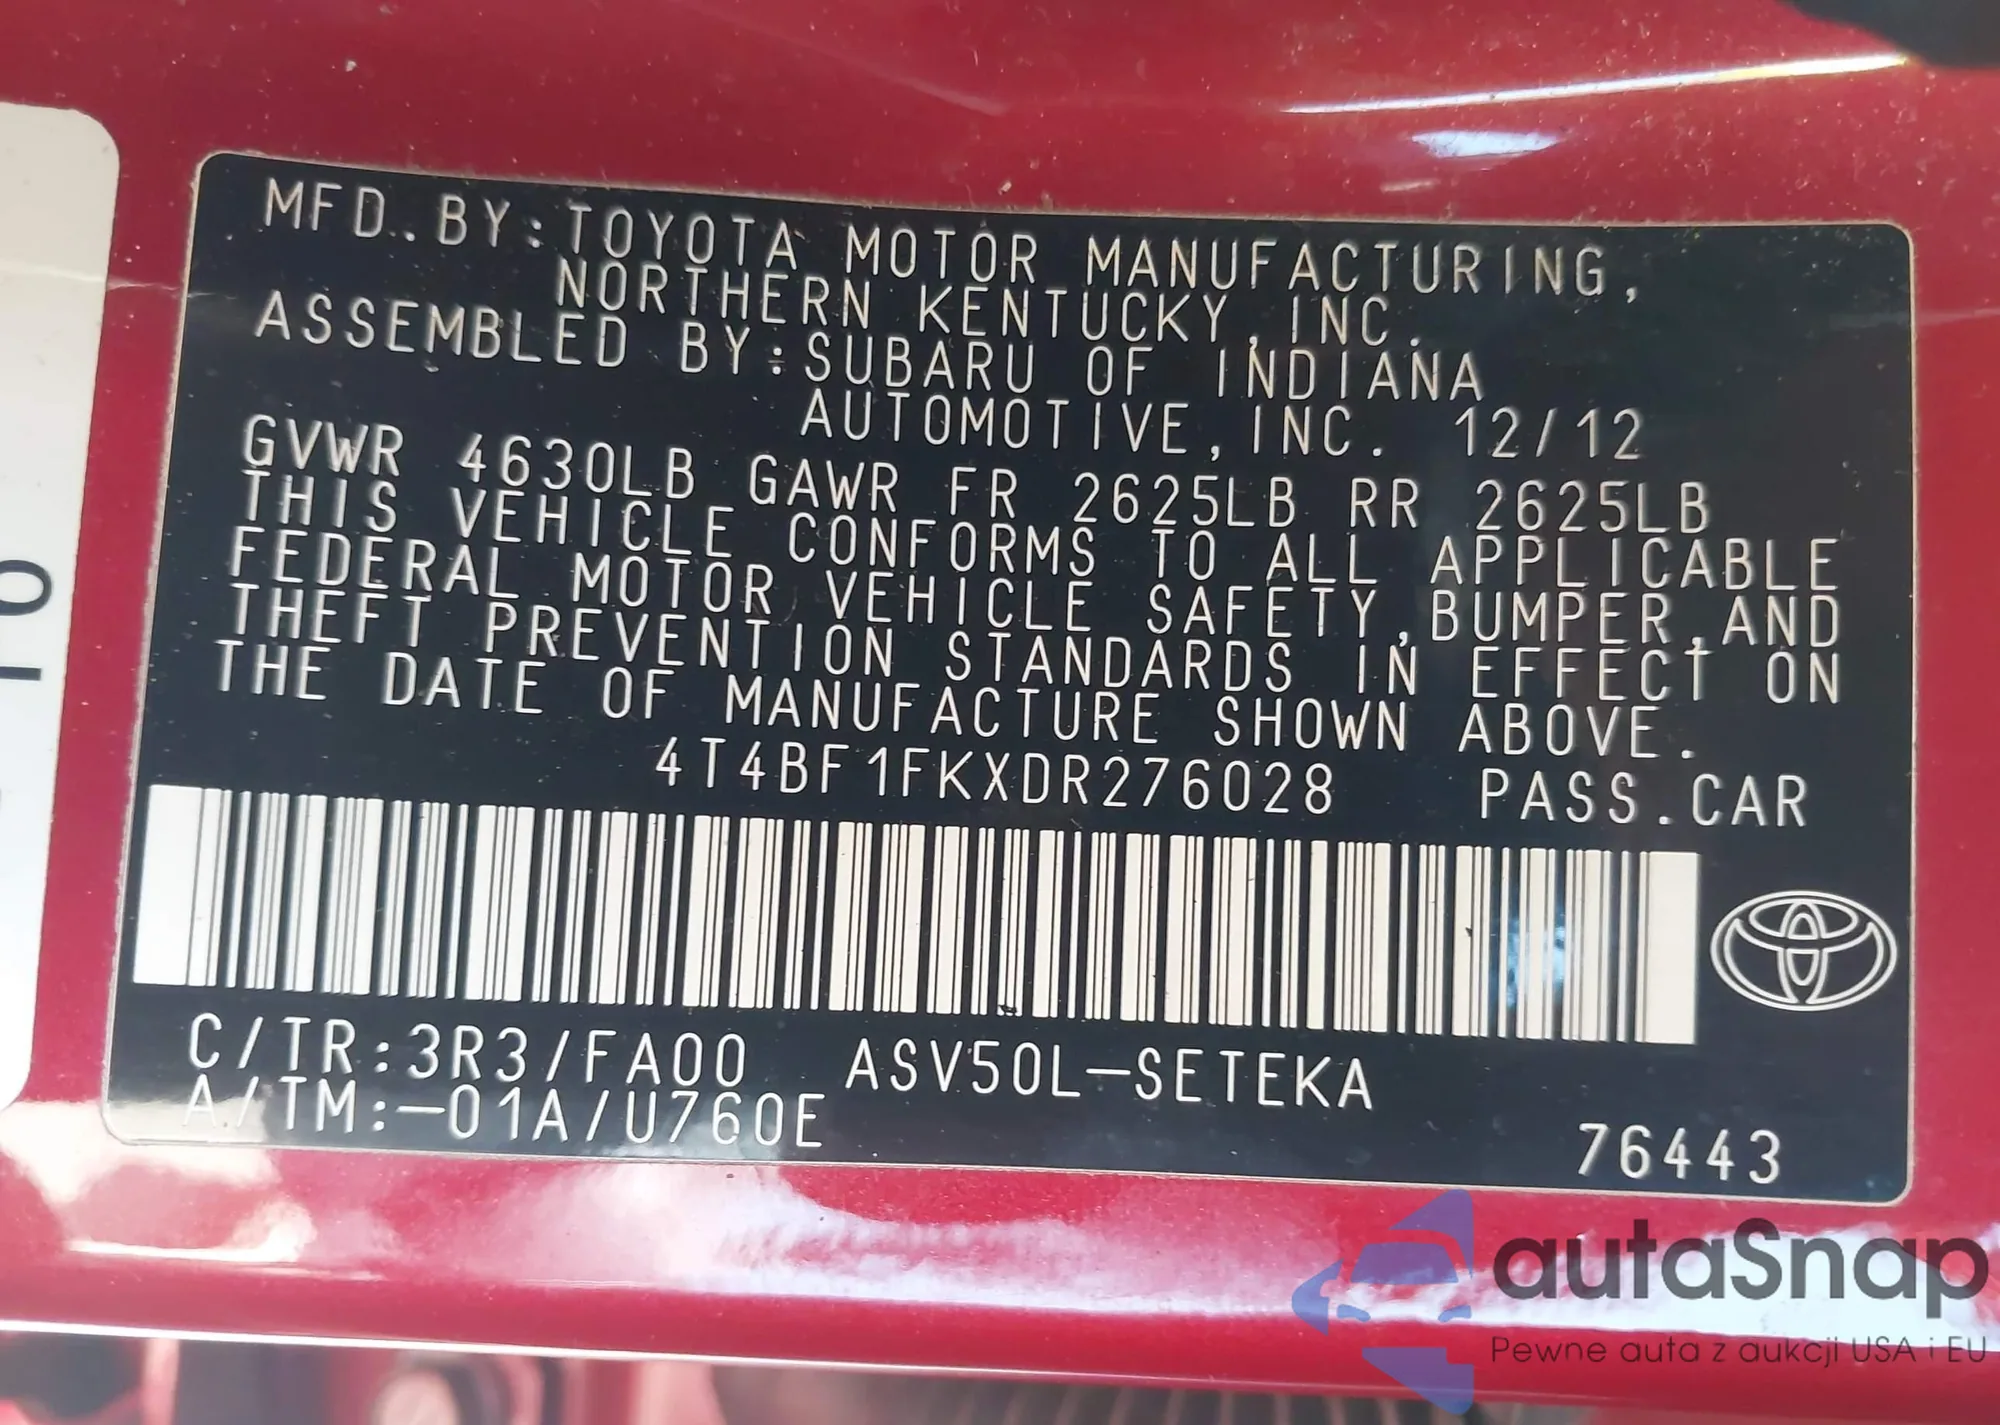 MFD. BY: TOYOTA MOTOR MANUFACTURING,
NORTHERN KENTUCKY, INC.
ASSEMBLED BY: SUBARU OF INDIANA
AUTOMOTIVE, INC. 12/12
GVWR 4630LB GAWR FR 2625LB RR 2625LB
THIS VEHICLE CONFORMS TO ALL APPLICABLE
FEDERAL MOTOR VEHICLE SAFETY, BUMPER, AND
THEFT PREVENTION STANDARDS IN EFFECT ON
THE DATE OF MANUFACTURE SHOWN ABOVE.
4T4BF1FKXDR276028 PASS.CAR
C/TR:3R3/FA00 ASV50L-SETEKA
A/TM:-01A/U760E
76443
autaSnap
Pewne auta z aukcji USA i EU